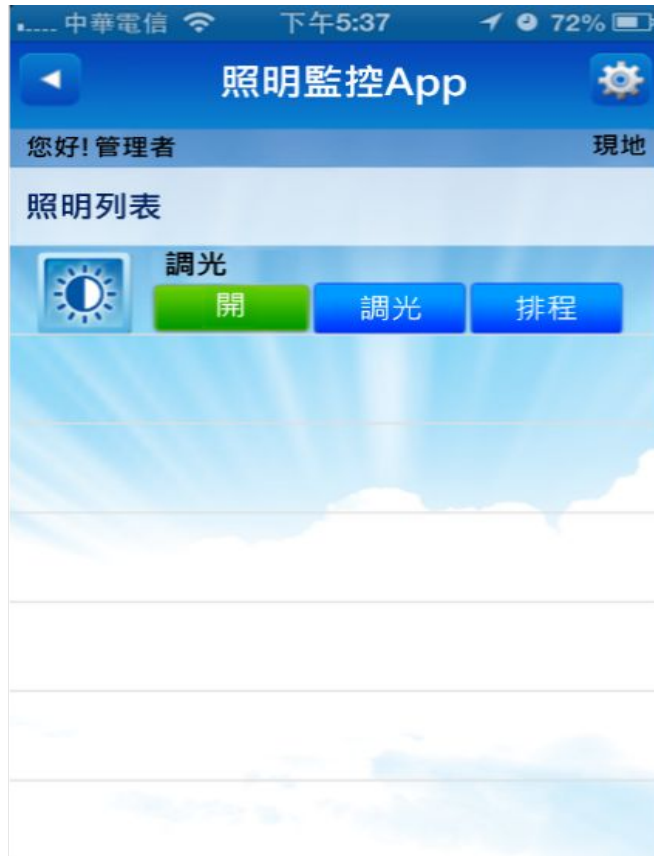 中華電信 下午5:37 72%
照明監控App
您好!管理者 現地
照明列表
調光
開 調光 排程